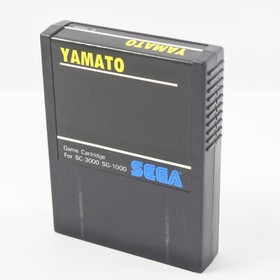 YAMATO
YAMATO
Game Cartridge
For SC-3000 SG-1000
SEGA